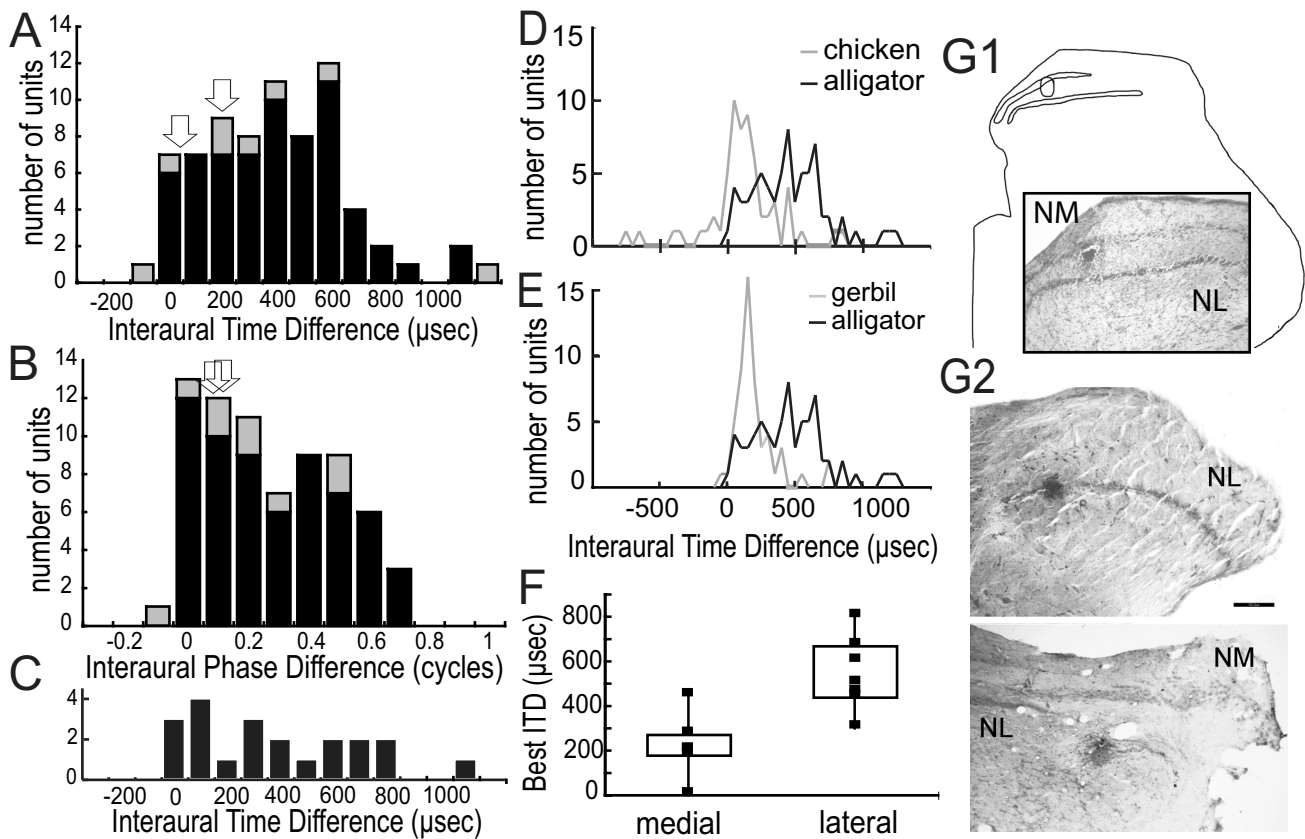 A
14
12
10
8
6
4
2
0
number of units
-200 0 200 400 600 800 1000
Interaural Time Difference (µsec)
B
14
12
10
8
6
4
2
0
number of units
-0.2 0 0.2 0.4 0.6 0.8 1
Interaural Phase Difference (cycles)
C
4
2
0
-200 0 200 400 600 800 1000
Interaural Time Difference (µsec)
D
15
10
5
0
number of units
chicken
alligator
E
15
10
5
0
number of units
gerbil
alligator
-500 0 500 1000
Interaural Time Difference (µsec)
F
800
600
400
200
0
Best ITD (µsec)
medial lateral
G1
NM
NL
G2
NL
NM
NL